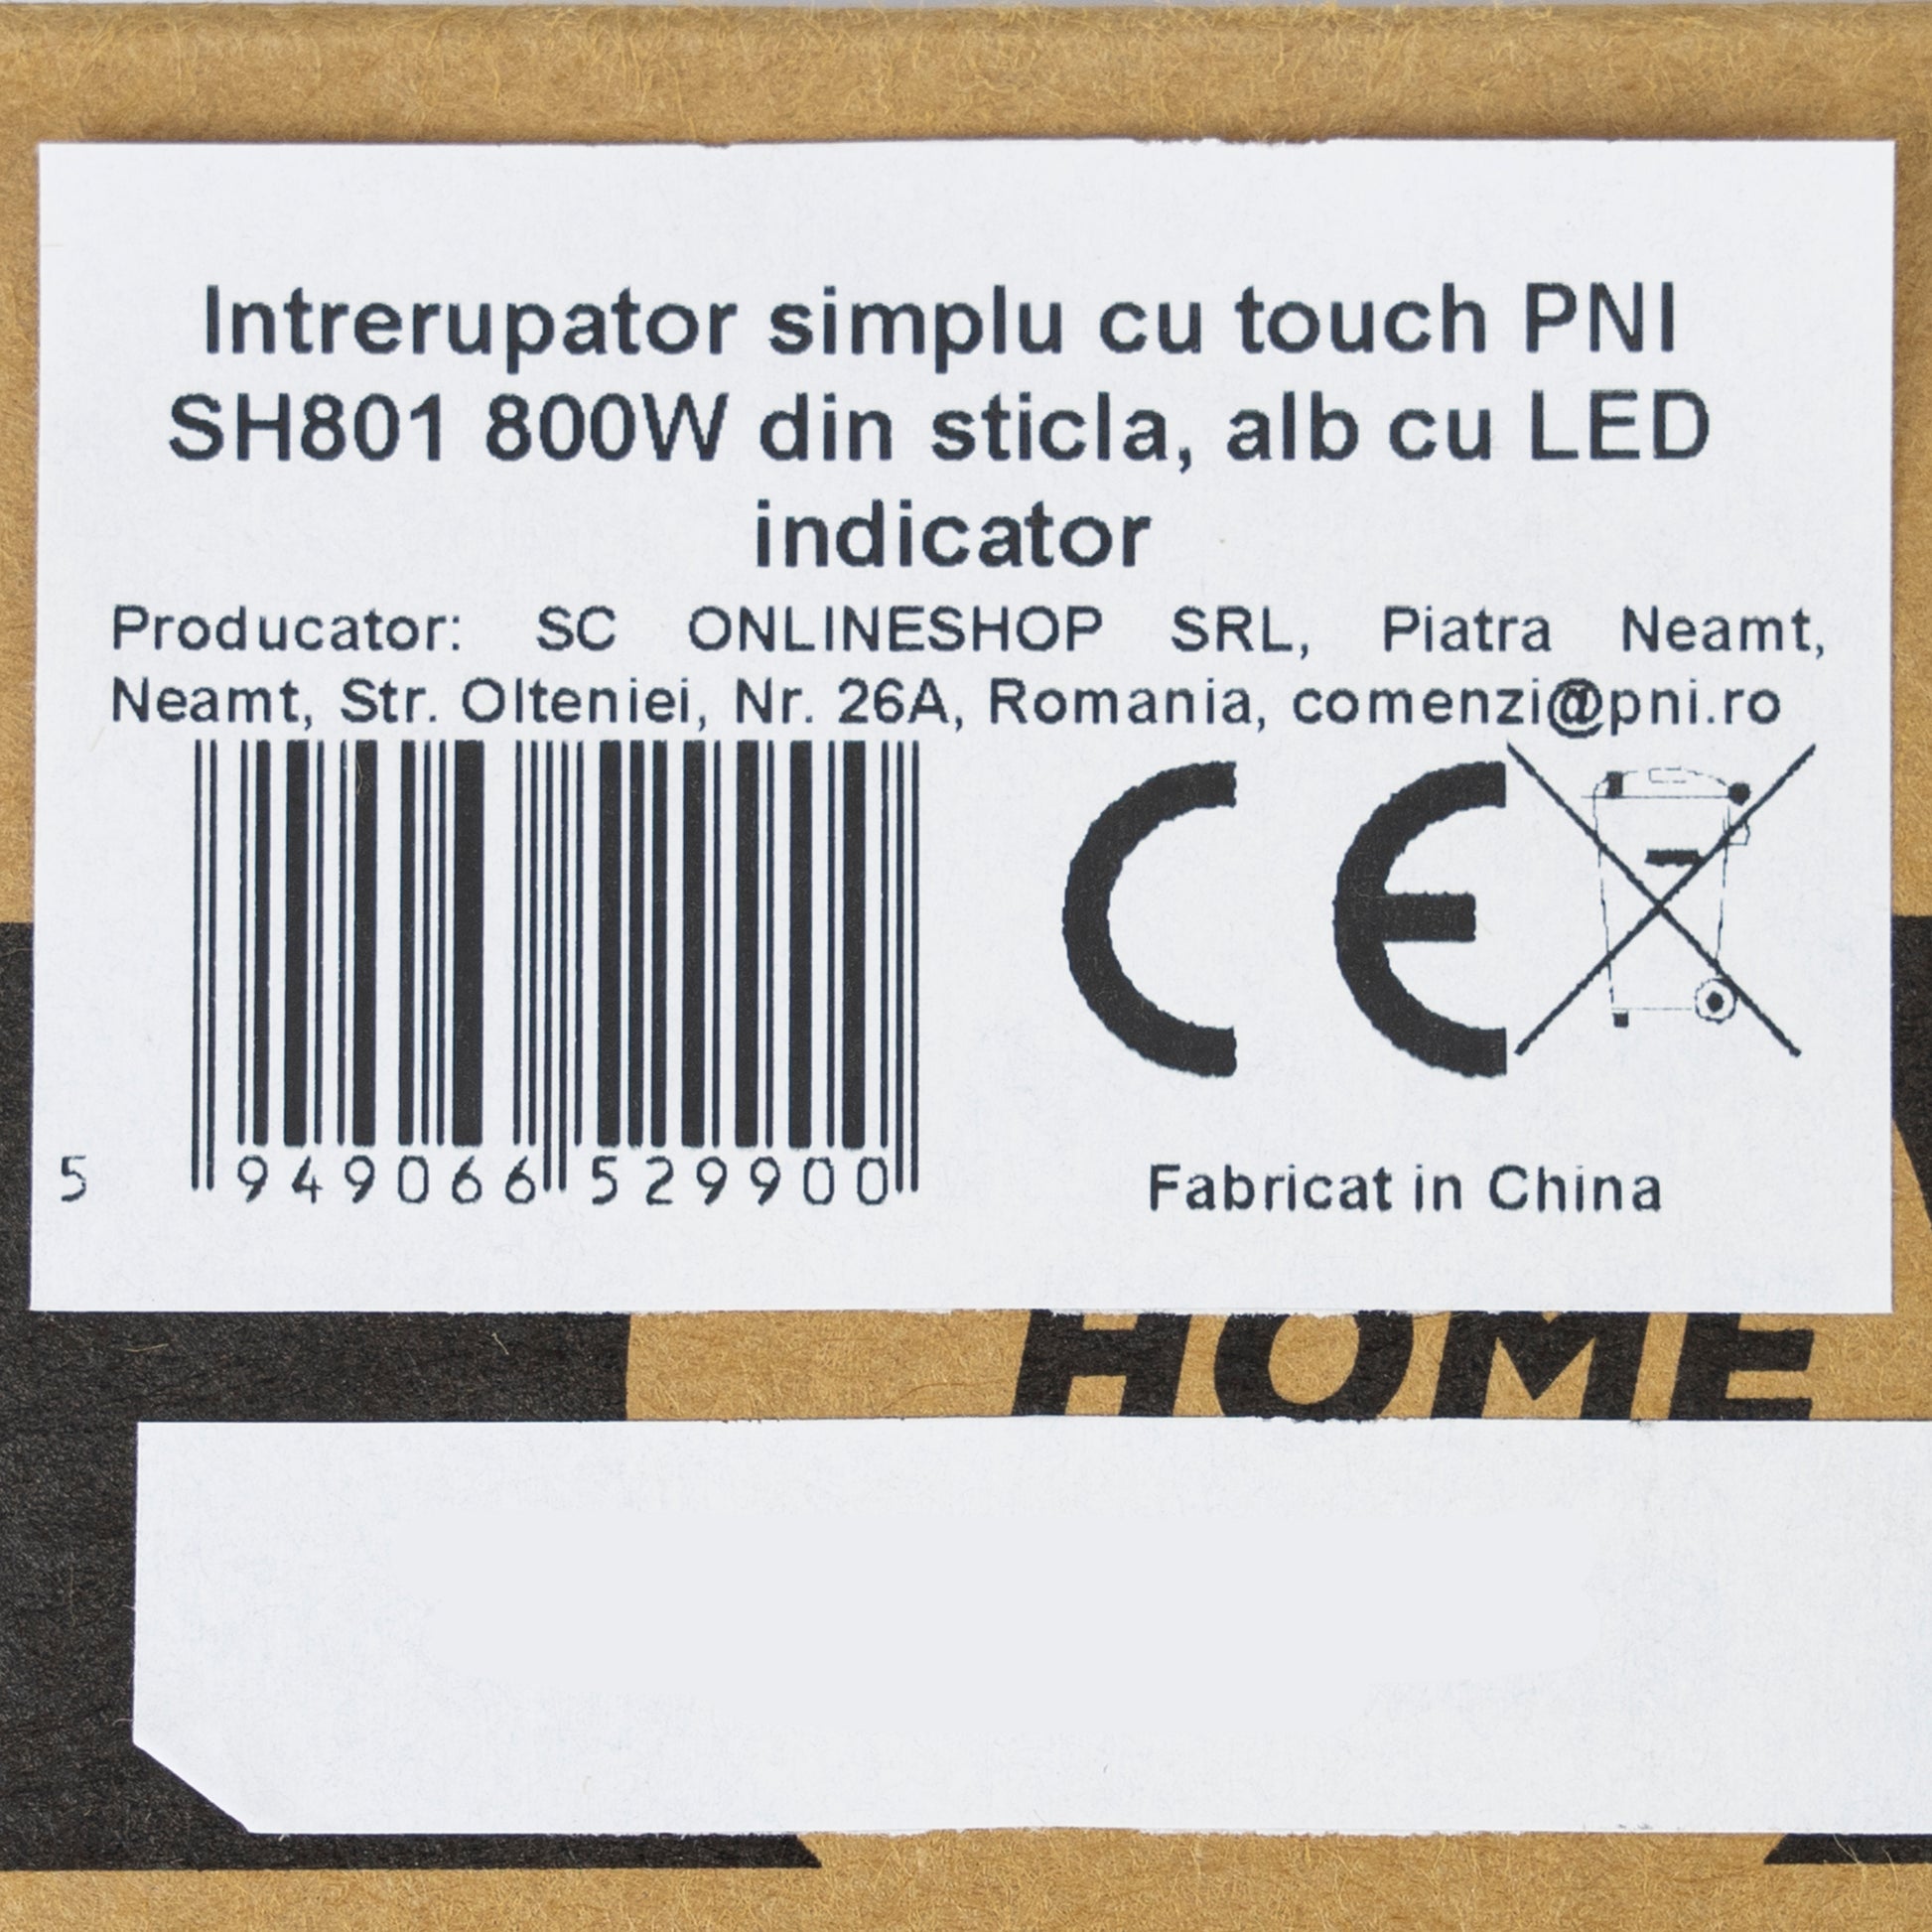 Intrerupator simplu cu touch PNI
SH801 800W din sticla, alb cu LED
indicator
Producator: SC ONLINESHOP SRL, Piatra Neamt,
Neamt, Str. Olteniei, Nr. 26A, Romania, comenzi@pni.ro
CE
5 949066 529900
Fabricat in China
HOME